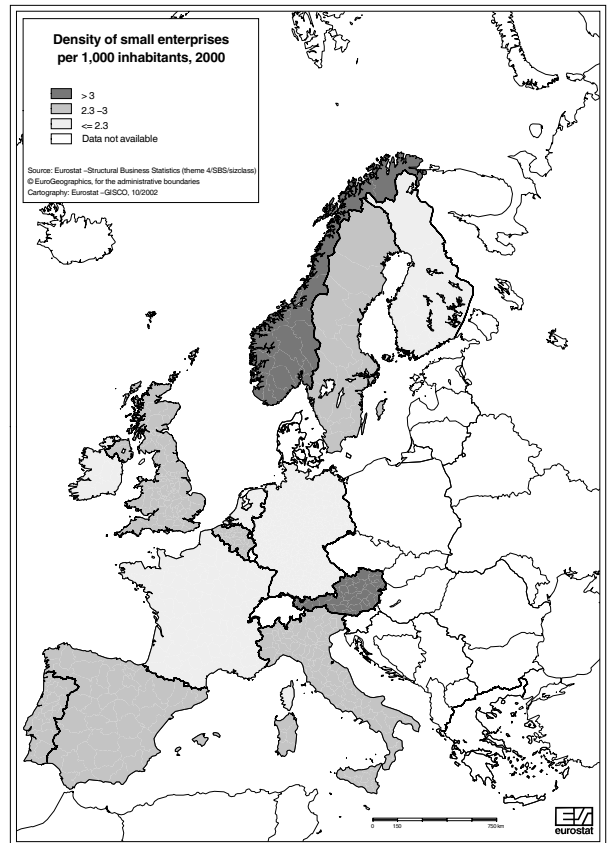 Density of small enterprises
per 1,000 inhabitants, 2000
> 3
2.3 –3
<= 2.3
Data not available
Source: Eurostat –Structural Business Statistics (theme 4/SBS/sizclass)
© EuroGeographics, for the administrative boundaries
Cartography: Eurostat –GISCO, 10/2002
0 150 750 km
eurostat